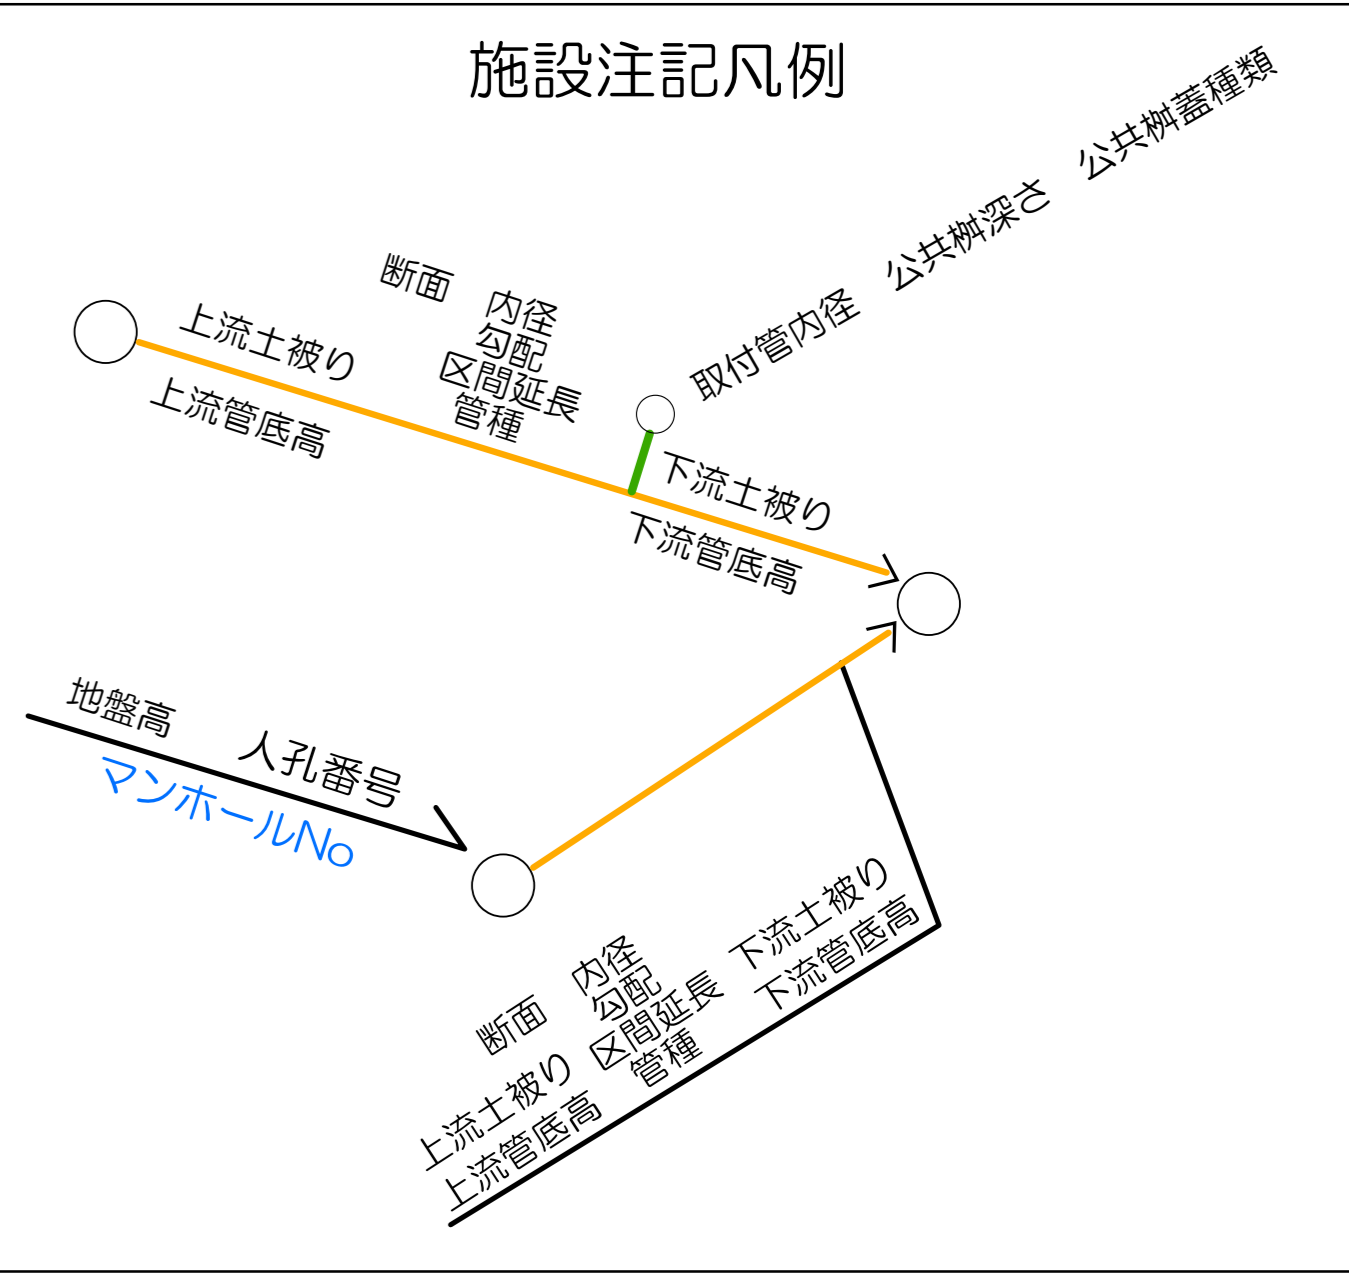 施設注記凡例
取付管内径　公共桝深さ　公共桝蓋種類
断面　内径
勾配
区間延長
管種
上流土被り
上流管底高
下流土被り
下流管底高
地盤高　人孔番号
マンホールNo
断面　内径
勾配
区間延長
管種
上流土被り
上流管底高
下流土被り
下流管底高